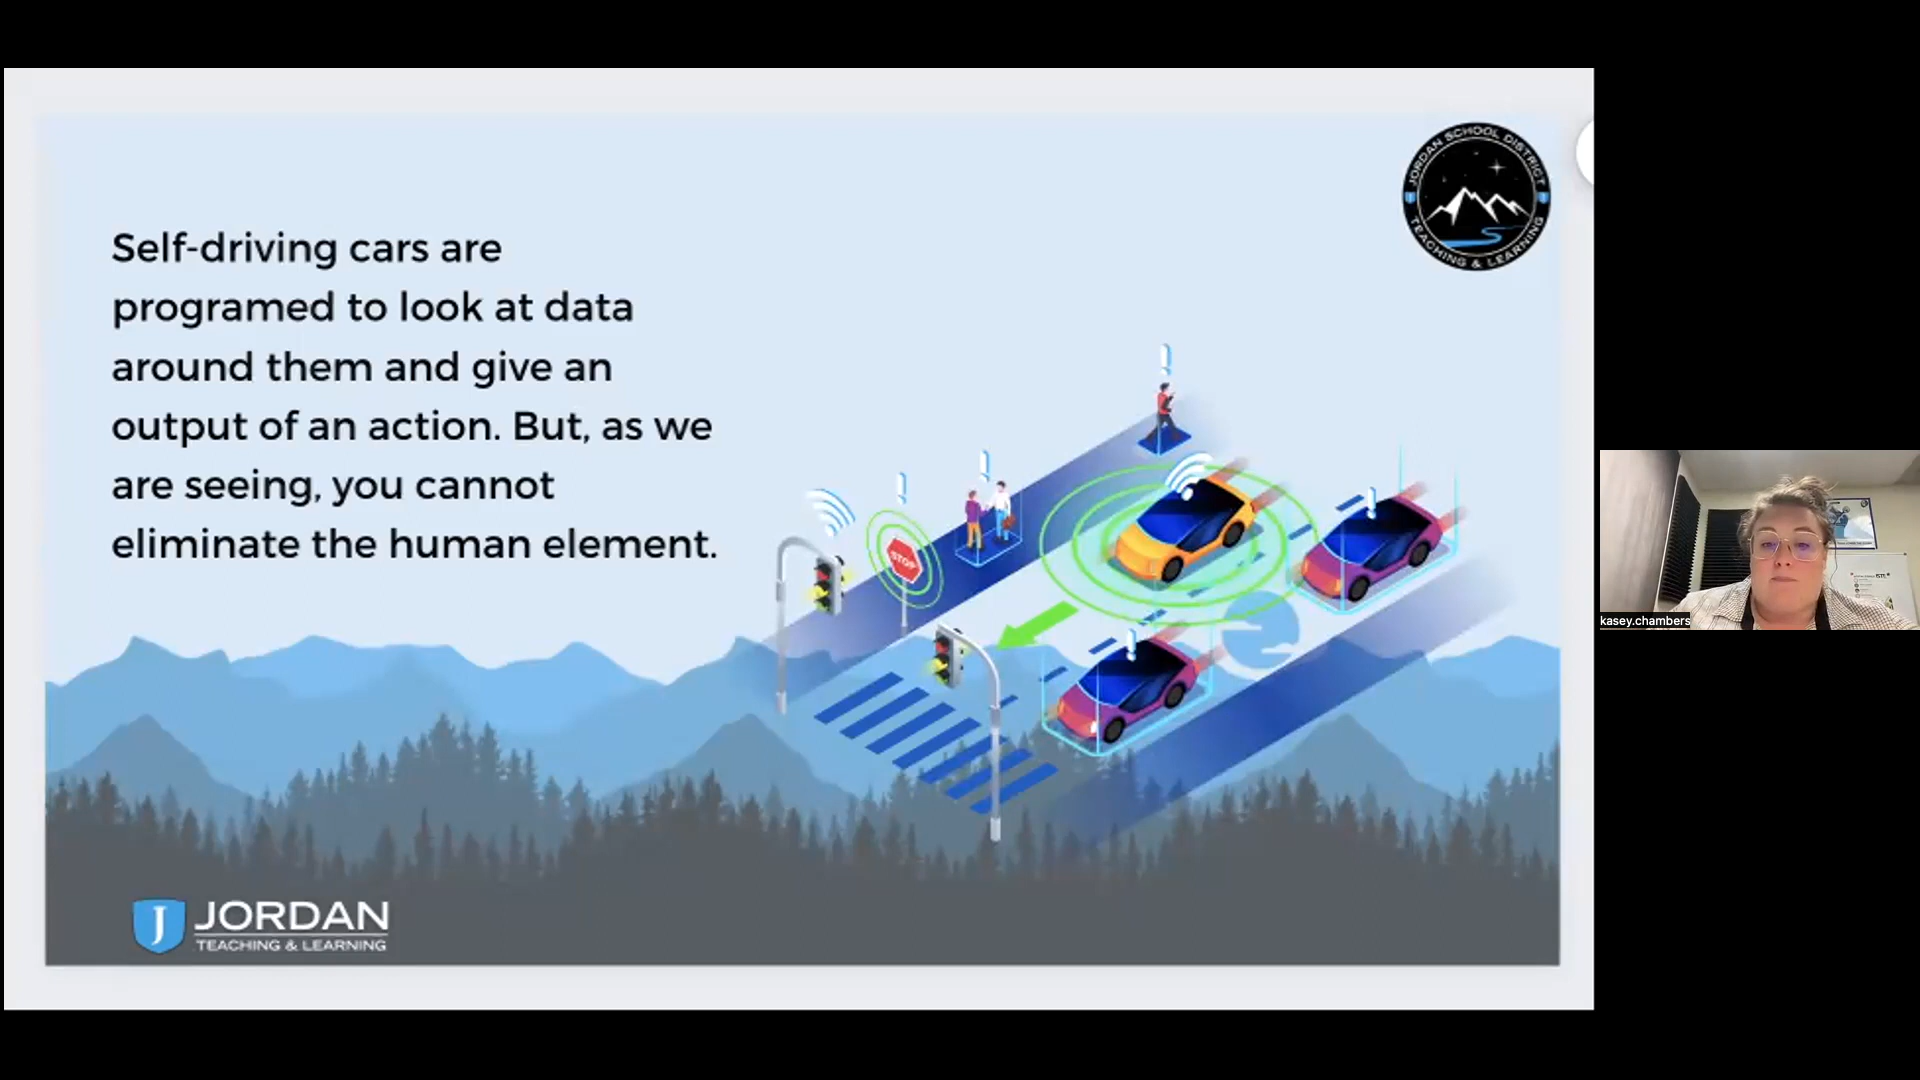 Self-driving cars are
programed to look at data
around them and give an
output of an action. But, as we
are seeing, you cannot
eliminate the human element.
JORDAN SCHOOL DISTRICT
TEACHING & LEARNING
STOP
J JORDAN
TEACHING & LEARNING
kasey.chambers